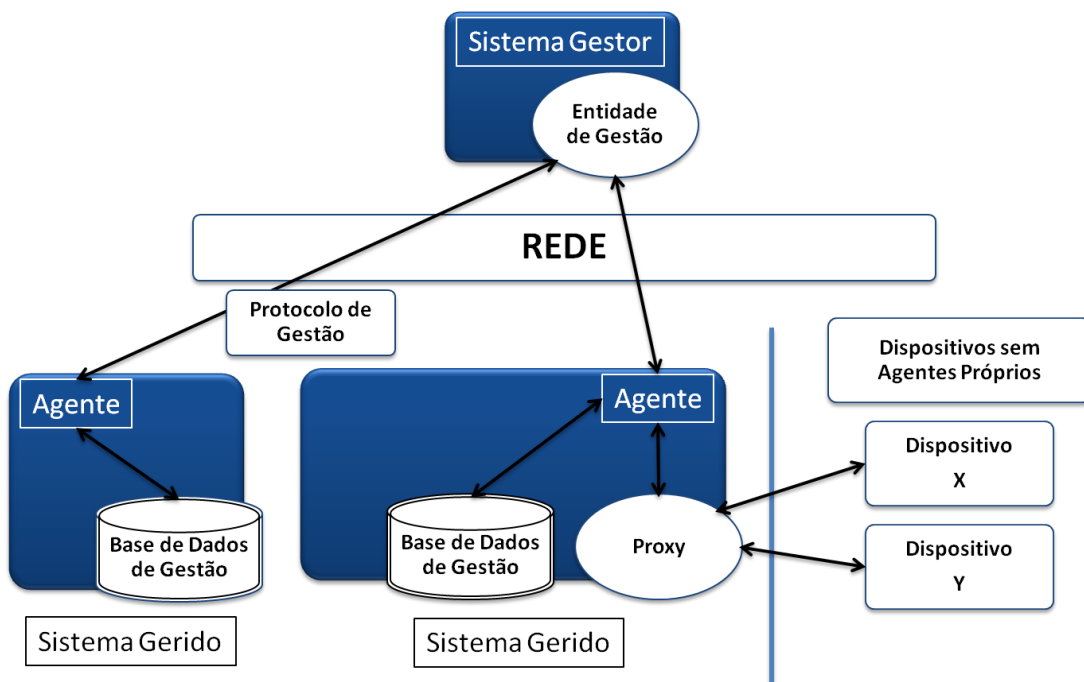 Sistema Gestor
Entidade
de Gestão
REDE
Protocolo de
Gestão
Dispositivos sem
Agentes Próprios
Agente
Agente
Dispositivo
X
Base de Dados
de Gestão
Base de Dados
de Gestão
Proxy
Dispositivo
Y
Sistema Gerido
Sistema Gerido